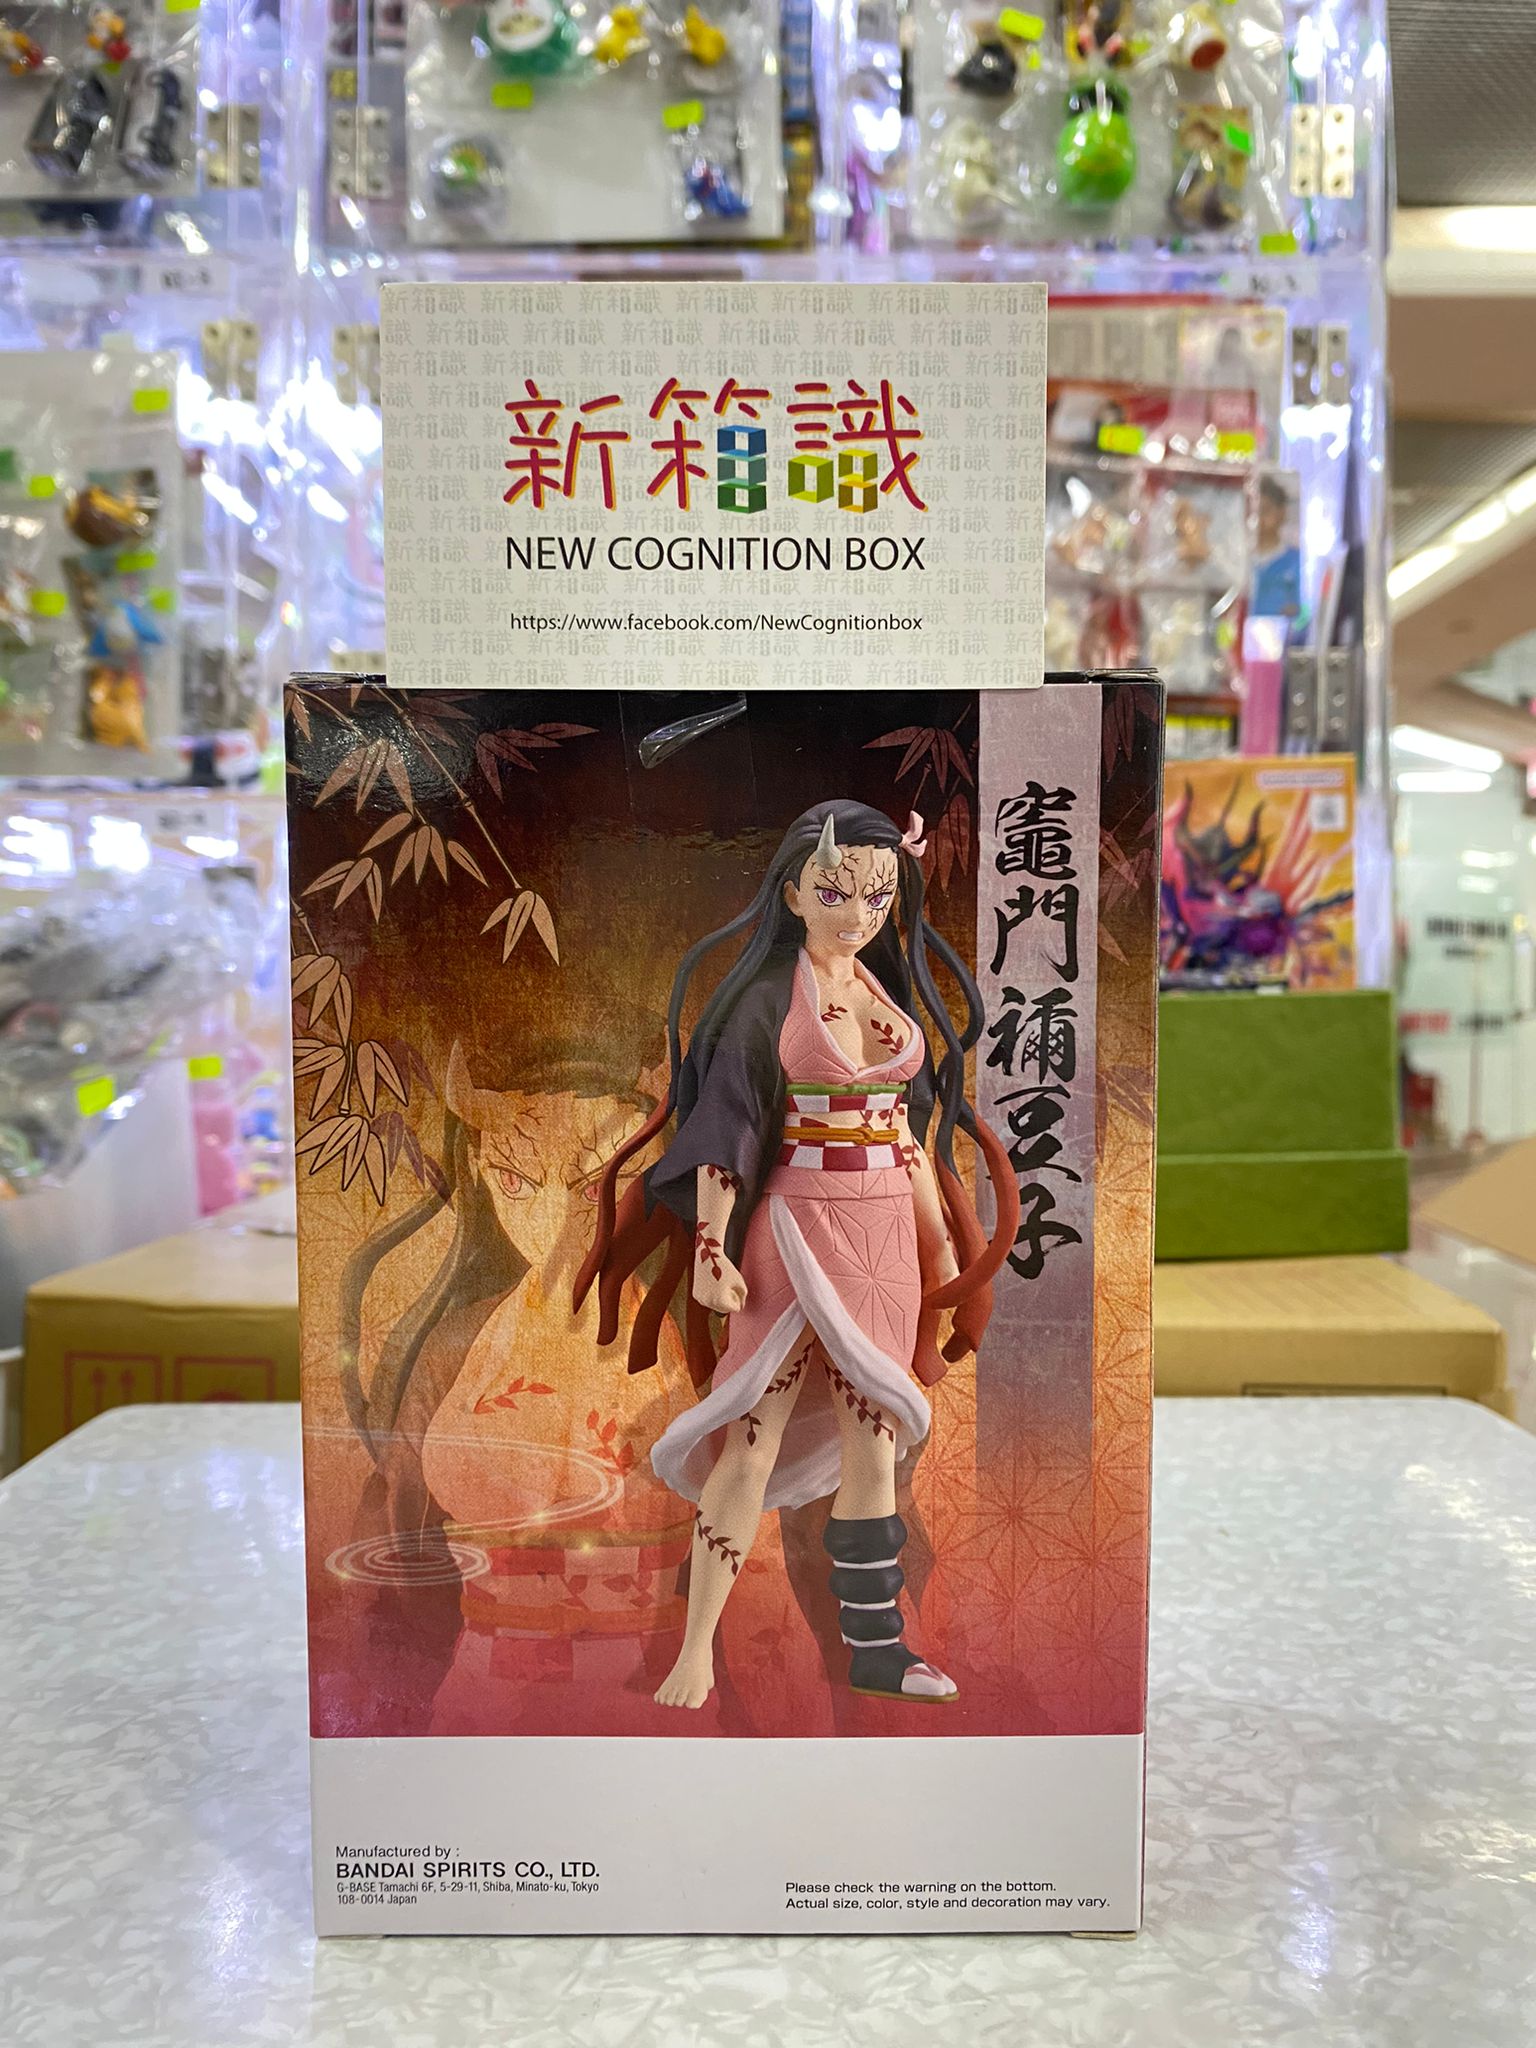 新箱識
NEW COGNITION BOX
https://www.facebook.com/NewCognitionbox
竈門禰豆子
Manufactured by :
BANDAI SPIRITS CO., LTD.
G-BASE Tamachi 6F, 5-29-11, Shiba, Minato-ku, Tokyo
108-0014 Japan
Please check the warning on the bottom.
Actual size, color, style and decoration may vary.